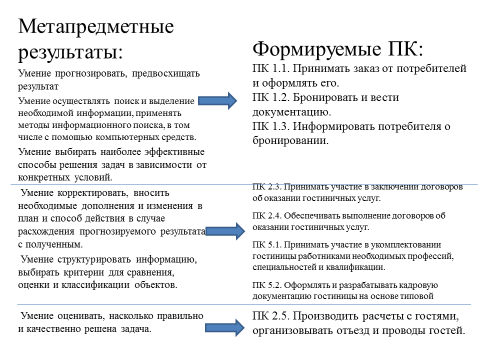 Метапредметные
результаты:
Умение прогнозировать, предвосхищать
результат
Умение осуществлять поиск и выделение
необходимой информации, применять
методы информационного поиска, в том
числе с помощью компьютерных средств.
Умение выбирать наиболее эффективные
способы решения задач в зависимости от
конкретных условий.
Умение корректировать, вносить
необходимые дополнения и изменения в
план и способ действия в случае
расхождения прогнозируемого результата
с полученным.
Умение структурировать информацию,
выбирать критерии для сравнения,
оценки и классификации объектов.
Умение оценивать, насколько правильно
и качественно решена задача.
Формируемые ПК:
ПК 1.1. Принимать заказ от потребителей
и оформлять его.
ПК 1.2. Бронировать и вести
документацию.
ПК 1.3. Информировать потребителя о
бронировании.
ПК 2.3. Принимать участие в заключении договоров
об оказании гостиничных услуг.
ПК 2.4. Обеспечивать выполнение договоров об
оказании гостиничных услуг.
ПК 5.1. Принимать участие в укомплектовании
гостиницы работниками необходимых профессий,
специальностей и квалификации.
ПК 5.2. Оформлять и разрабатывать кадровую
документацию гостиницы на основе типовой
ПК 2.5. Производить расчеты с гостями,
организовывать отъезд и проводы гостей.